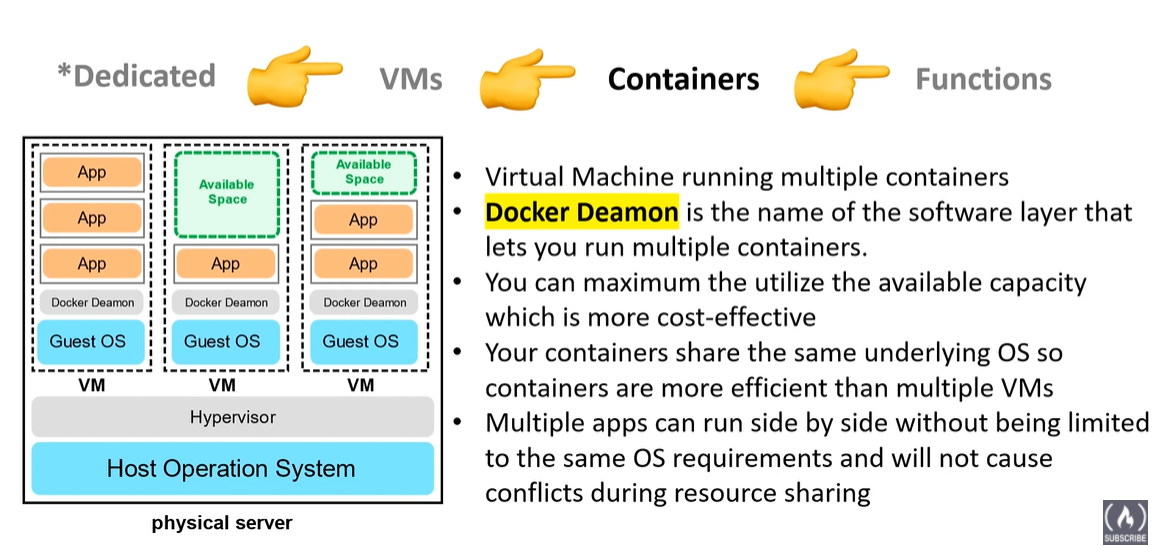 *Dedicated
VMs
Containers
Functions
App
App
App
Docker Deamon
Guest OS
VM
Available
Space
App
Docker Deamon
Guest OS
VM
Available
Space
App
App
Docker Deamon
Guest OS
VM
Hypervisor
Host Operation System
physical server
• Virtual Machine running multiple containers
• Docker Deamon is the name of the software layer that
lets you run multiple containers.
• You can maximum the utilize the available capacity
which is more cost-effective
• Your containers share the same underlying OS so
containers are more efficient than multiple VMs
• Multiple apps can run side by side without being limited
to the same OS requirements and will not cause
conflicts during resource sharing
SUBSCRIBE